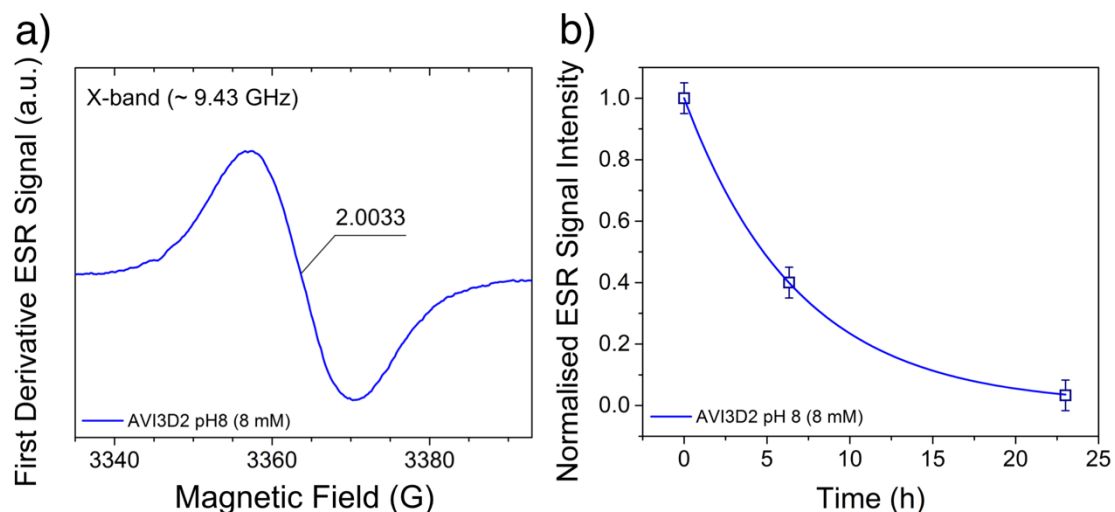 a)
First Derivative ESR Signal (a.u.)
X-band (~ 9.43 GHz)
2.0033
AVI3D2 pH8 (8 mM)
3340
3360
3380
Magnetic Field (G)
b)
Normalised ESR Signal Intensity
1.0
0.8
0.6
0.4
0.2
0.0
AVI3D2 pH 8 (8 mM)
0
5
10
15
20
25
Time (h)